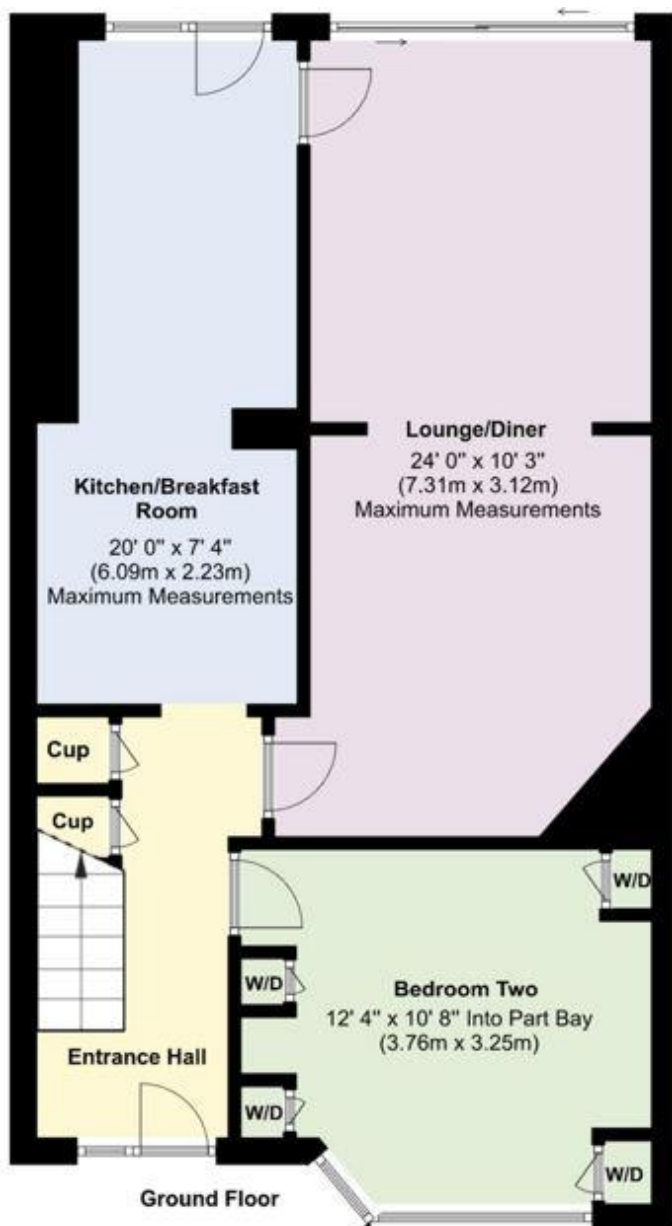 Lounge/Diner
24' 0" x 10' 3"
(7.31m x 3.12m)
Maximum Measurements
Kitchen/Breakfast
Room
20' 0" x 7' 4"
(6.09m x 2.23m)
Maximum Measurements
Cup
Cup
W/D
W/D
Bedroom Two
12' 4" x 10' 8" Into Part Bay
(3.76m x 3.25m)
Entrance Hall
W/D
W/D
Ground Floor